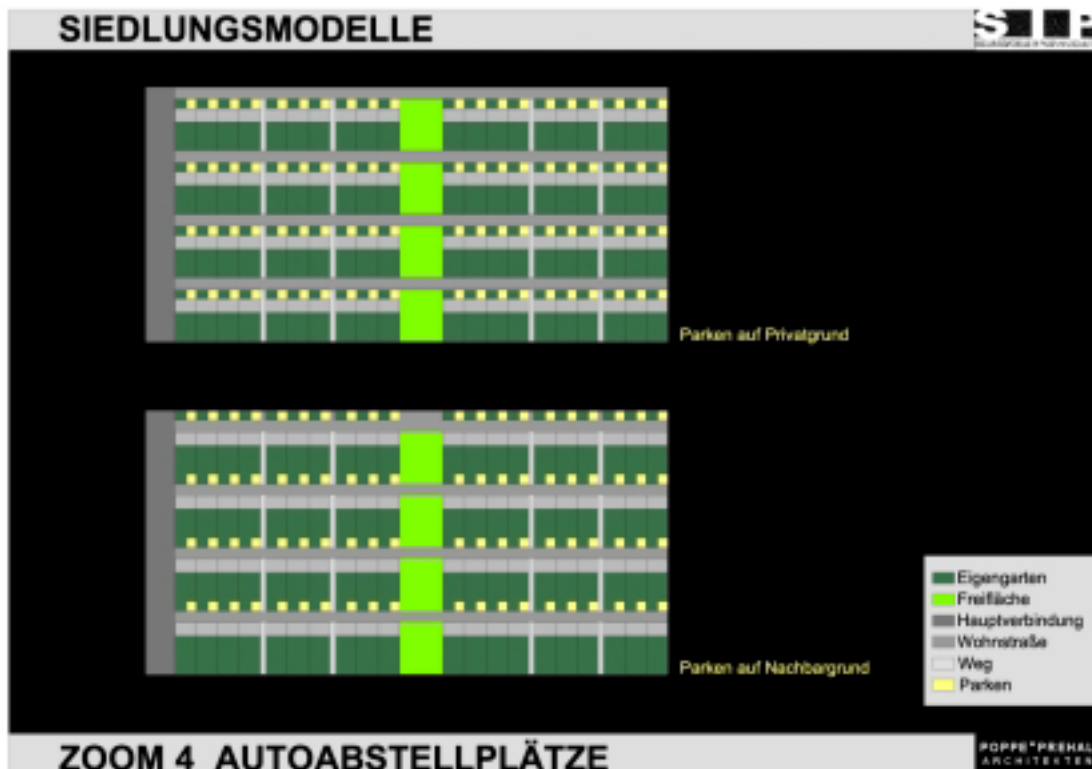 SIEDLUNGSMODELLE
SIP
Parken auf Privatgrund
Parken auf Nachbargrund
Eigengarten
Freifläche
Hauptverbindung
Wohnstraße
Weg
Parken
ZOOM 4 AUTOABSTELLPLÄTZE
POPPE*PREHAL
ARCHITEKTEN